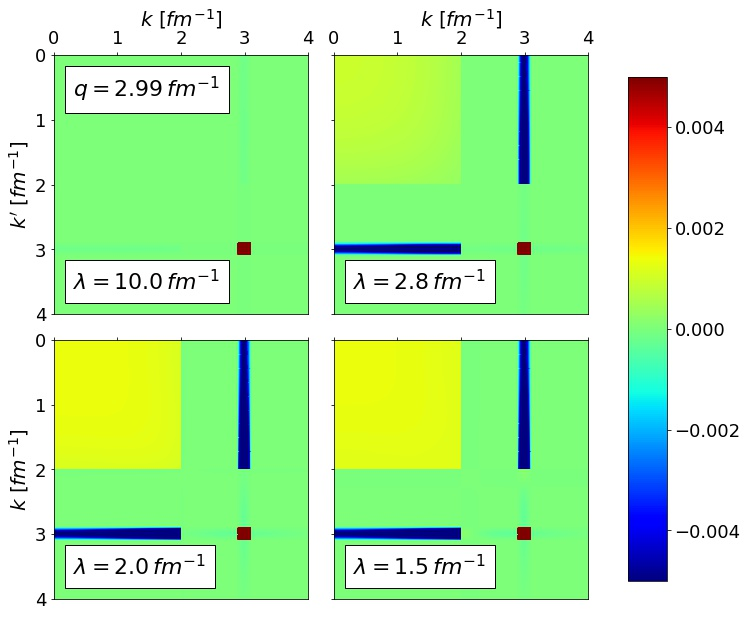 k [fm⁻¹]
k [fm⁻¹]
0 1 2 3 4
0 1 2 3 4
k′ [fm⁻¹]
0
1
2
3
4
q = 2.99 fm⁻¹
λ = 10.0 fm⁻¹
λ = 2.8 fm⁻¹
k [fm⁻¹]
0
1
2
3
4
λ = 2.0 fm⁻¹
λ = 1.5 fm⁻¹
0.004
0.002
0.000
−0.002
−0.004